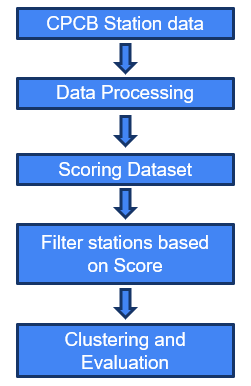 CPCB Station data
Data Processing
Scoring Dataset
Filter stations based
on Score
Clustering and
Evaluation